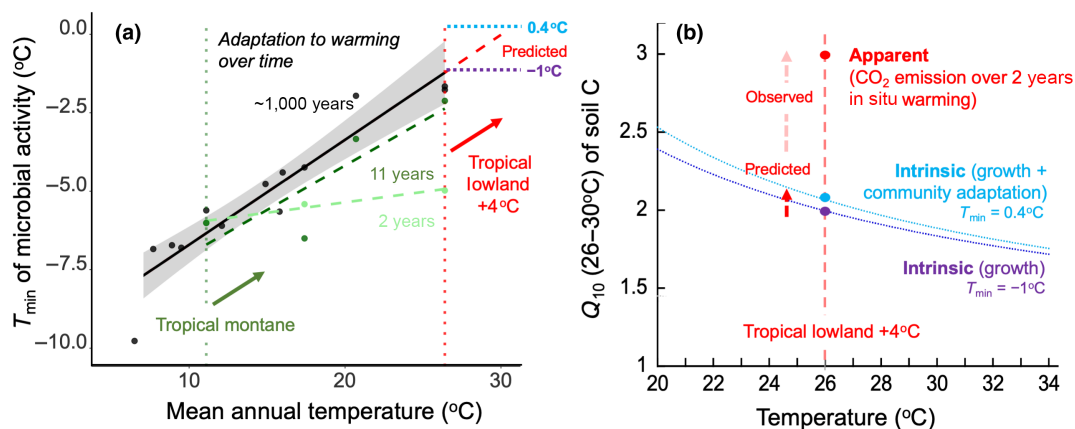 (a)
Adaptation to warming
over time
0.4°C
Predicted
−1°C
~1,000 years
11 years
2 years
Tropical
lowland
+4°C
Tropical montane
0.0
−2.5
−5.0
−7.5
−10.0
Tmin of microbial activity (°C)
10
20
30
Mean annual temperature (°C)
(b)
Apparent
(CO2 emission over 2 years
in situ warming)
Observed
Predicted
Intrinsic (growth +
community adaptation)
Tmin = 0.4°C
Intrinsic (growth)
Tmin = −1°C
Tropical lowland +4°C
3
2.5
2
1.5
1
Q10 (26–30°C) of soil C
20
22
24
26
28
30
32
34
Temperature (°C)